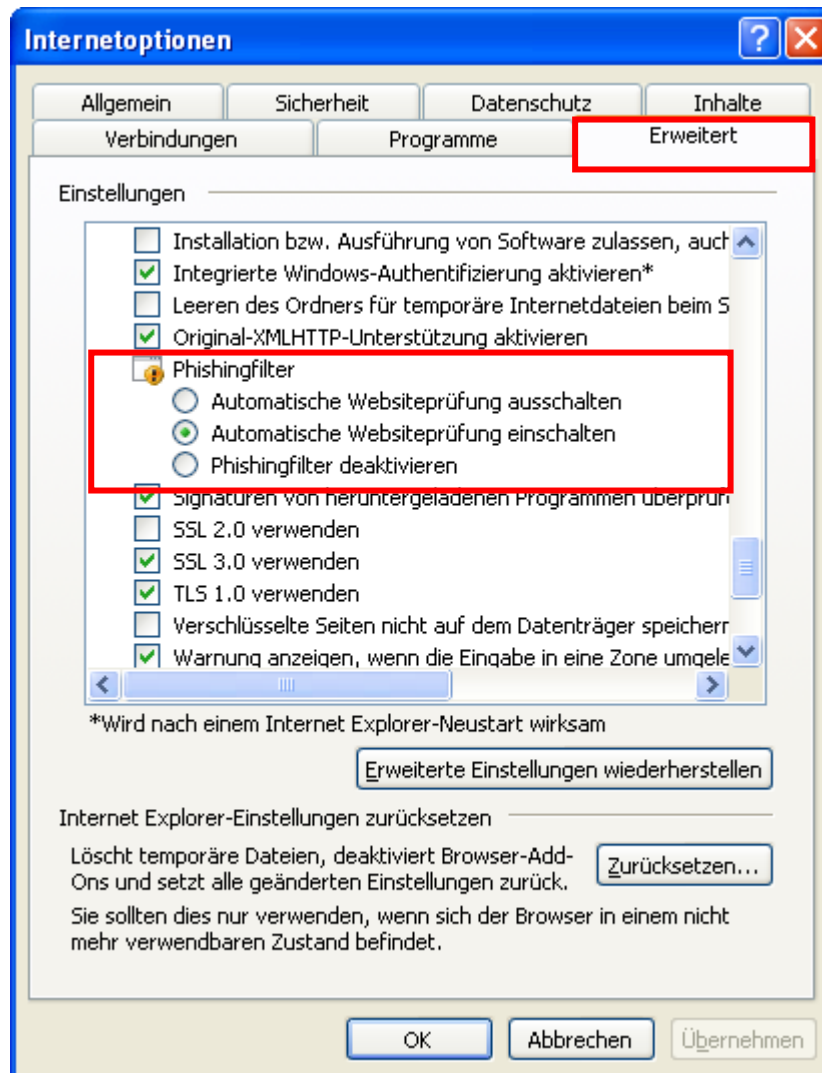 Internetoptionen
Allgemein Sicherheit Datenschutz Inhalte
Verbindungen Programme Erweitert
Einstellungen
Installation bzw. Ausführung von Software zulassen, auch
Integrierte Windows-Authentifizierung aktivieren*
Leeren des Ordners für temporäre Internetdateien beim S
Original-XMLHTTP-Unterstützung aktivieren
Phishingfilter
Automatische Websiteprüfung ausschalten
Automatische Websiteprüfung einschalten
Phishingfilter deaktivieren
Signaturen von heruntergeladenen Programmen überprüf
SSL 2.0 verwenden
SSL 3.0 verwenden
TLS 1.0 verwenden
Verschlüsselte Seiten nicht auf dem Datenträger speichern
Warnung anzeigen, wenn die Eingabe in eine Zone umgele
*Wird nach einem Internet Explorer-Neustart wirksam
Erweiterte Einstellungen wiederherstellen
Internet Explorer-Einstellungen zurücksetzen
Löscht temporäre Dateien, deaktiviert Browser-Add-
Ons und setzt alle geänderten Einstellungen zurück.
Zurücksetzen...
Sie sollten dies nur verwenden, wenn sich der Browser in einem nicht
mehr verwendbaren Zustand befindet.
OK Abbrechen Übernehmen